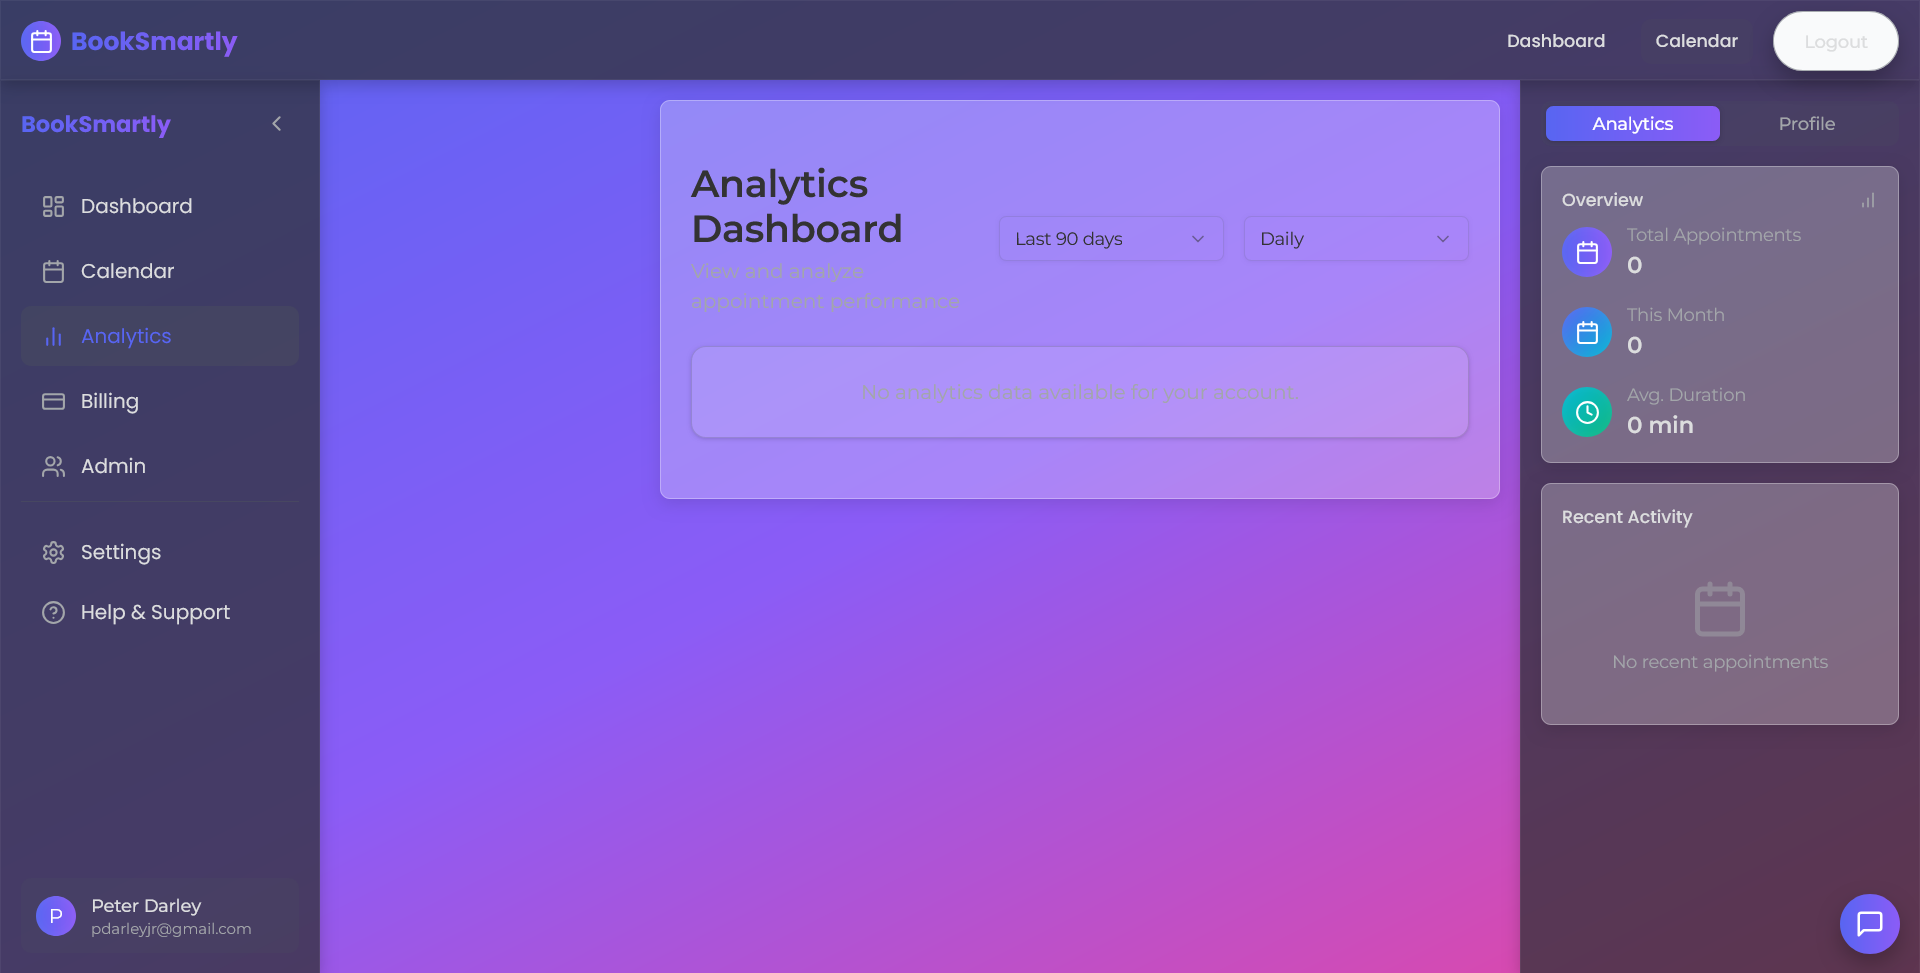 BookSmartly
Dashboard
Calendar
Logout
BookSmartly
Dashboard
Calendar
Analytics
Billing
Admin
Settings
Help & Support
Peter Darley
P
pdarleyjr@gmail.com
Analytics
Dashboard
View and analyze
appointment performance
Last 90 days
Daily
No analytics data available for your account.
Analytics
Profile
Overview
Total Appointments
0
This Month
0
Avg. Duration
0 min
Recent Activity
No recent appointments